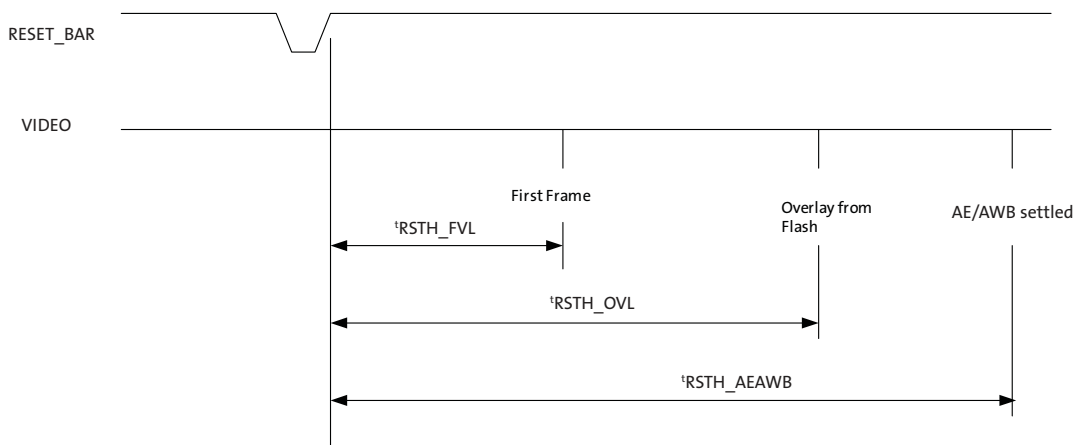 RESET_BAR
VIDEO
First Frame
Overlay from
Flash
AE/AWB settled
tRSTH_FVL
tRSTH_OVL
tRSTH_AEAWB